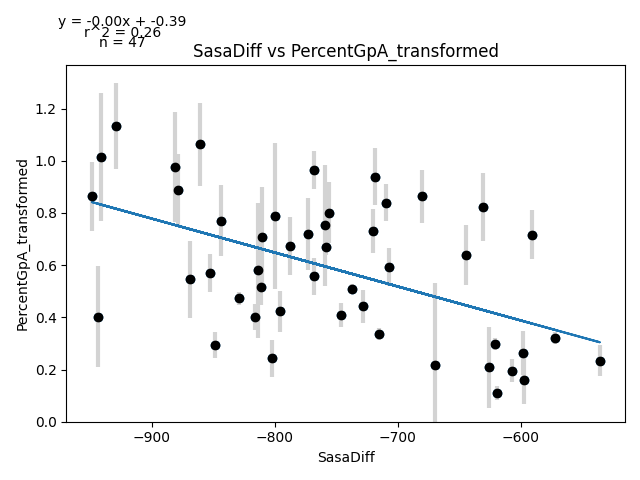 y = -0.00x + -0.39
r^2 = 0.26
n = 47
SasaDiff vs PercentGpA_transformed
1.2
1.0
0.8
0.6
0.4
0.2
0.0
PercentGpA_transformed
−900
−800
−700
−600
SasaDiff